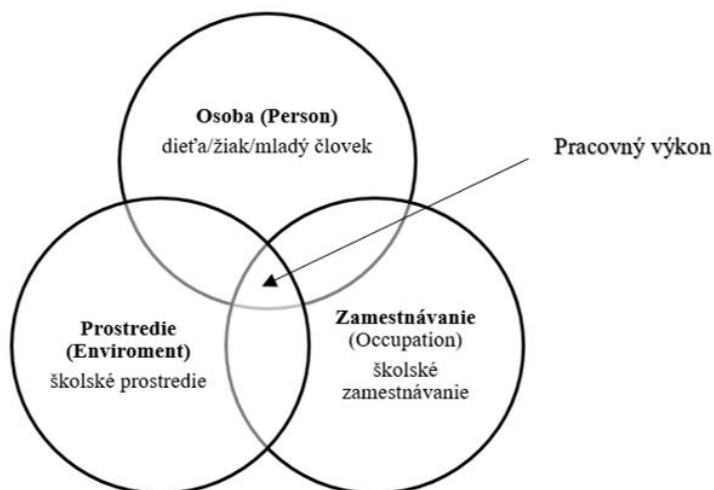 Osoba (Person)
dieťa/žiak/mladý človek
Pracovný výkon
Prostredie
(Enviroment)
školské prostredie
Zamestnávanie
(Occupation)
školské
zamestnávanie